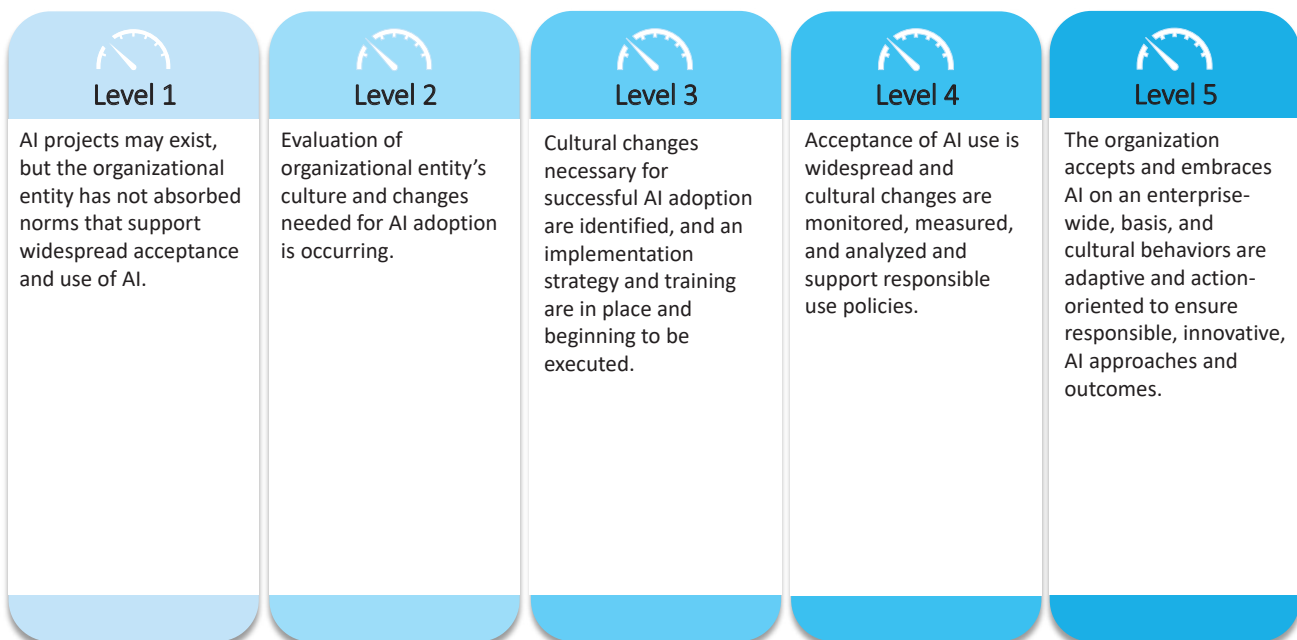 Level 1
AI projects may exist,
but the organizational
entity has not absorbed
norms that support
widespread acceptance
and use of AI.
Level 2
Evaluation of
organizational entity’s
culture and changes
needed for AI adoption
is occurring.
Level 3
Cultural changes
necessary for
successful AI adoption
are identified, and an
implementation
strategy and training
are in place and
beginning to be
executed.
Level 4
Acceptance of AI use is
widespread and
cultural changes are
monitored, measured,
and analyzed and
support responsible
use policies.
Level 5
The organization
accepts and embraces
AI on an enterprise-
wide, basis, and
cultural behaviors are
adaptive and action-
oriented to ensure
responsible, innovative,
AI approaches and
outcomes.